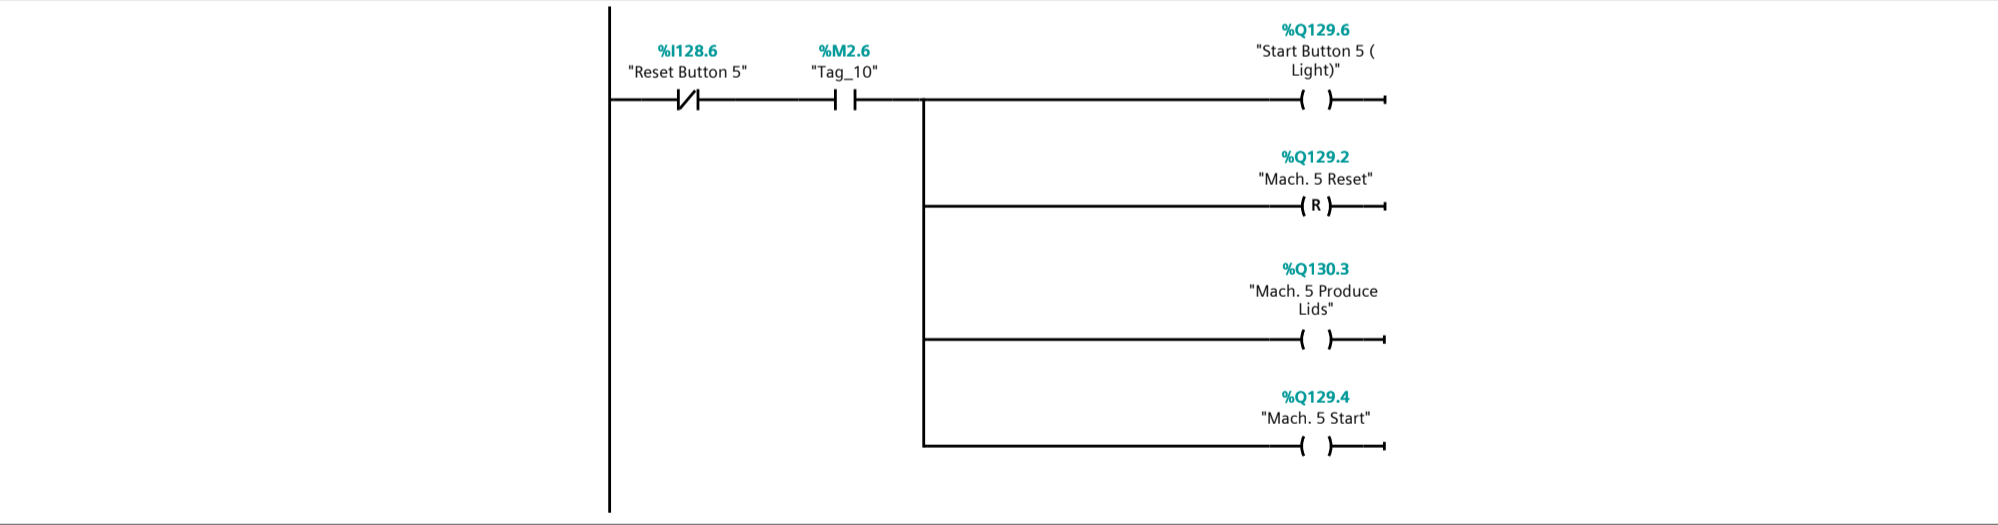 %Q129.6
"Start Button 5 (
Light)"
%I128.6
"Reset Button 5"
%M2.6
"Tag_10"
%Q129.2
"Mach. 5 Reset"
R
%Q130.3
"Mach. 5 Produce
Lids"
%Q129.4
"Mach. 5 Start"